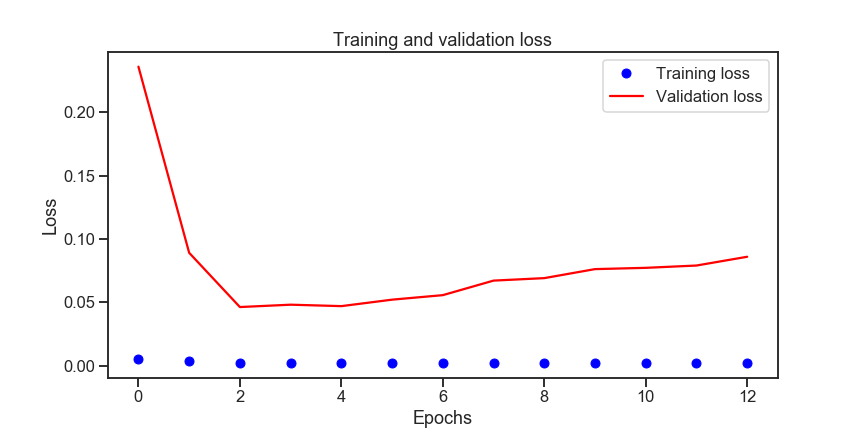 Training and validation loss
Training loss
Validation loss
Loss
0.20
0.15
0.10
0.05
0.00
0 2 4 6 8 10 12
Epochs